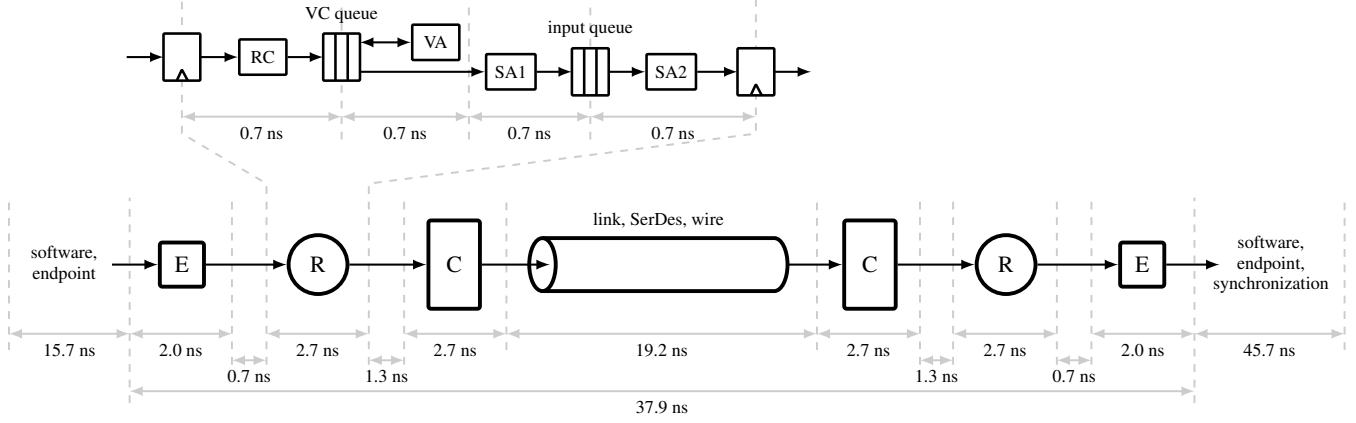 VC queue
input queue
RC
VA
SA1
SA2
0.7 ns
0.7 ns
0.7 ns
0.7 ns
link, SerDes, wire
software,
endpoint
E
R
C
C
R
E
software,
endpoint,
synchronization
15.7 ns
2.0 ns
2.7 ns
2.7 ns
19.2 ns
2.7 ns
2.7 ns
2.0 ns
45.7 ns
0.7 ns
1.3 ns
1.3 ns
0.7 ns
37.9 ns